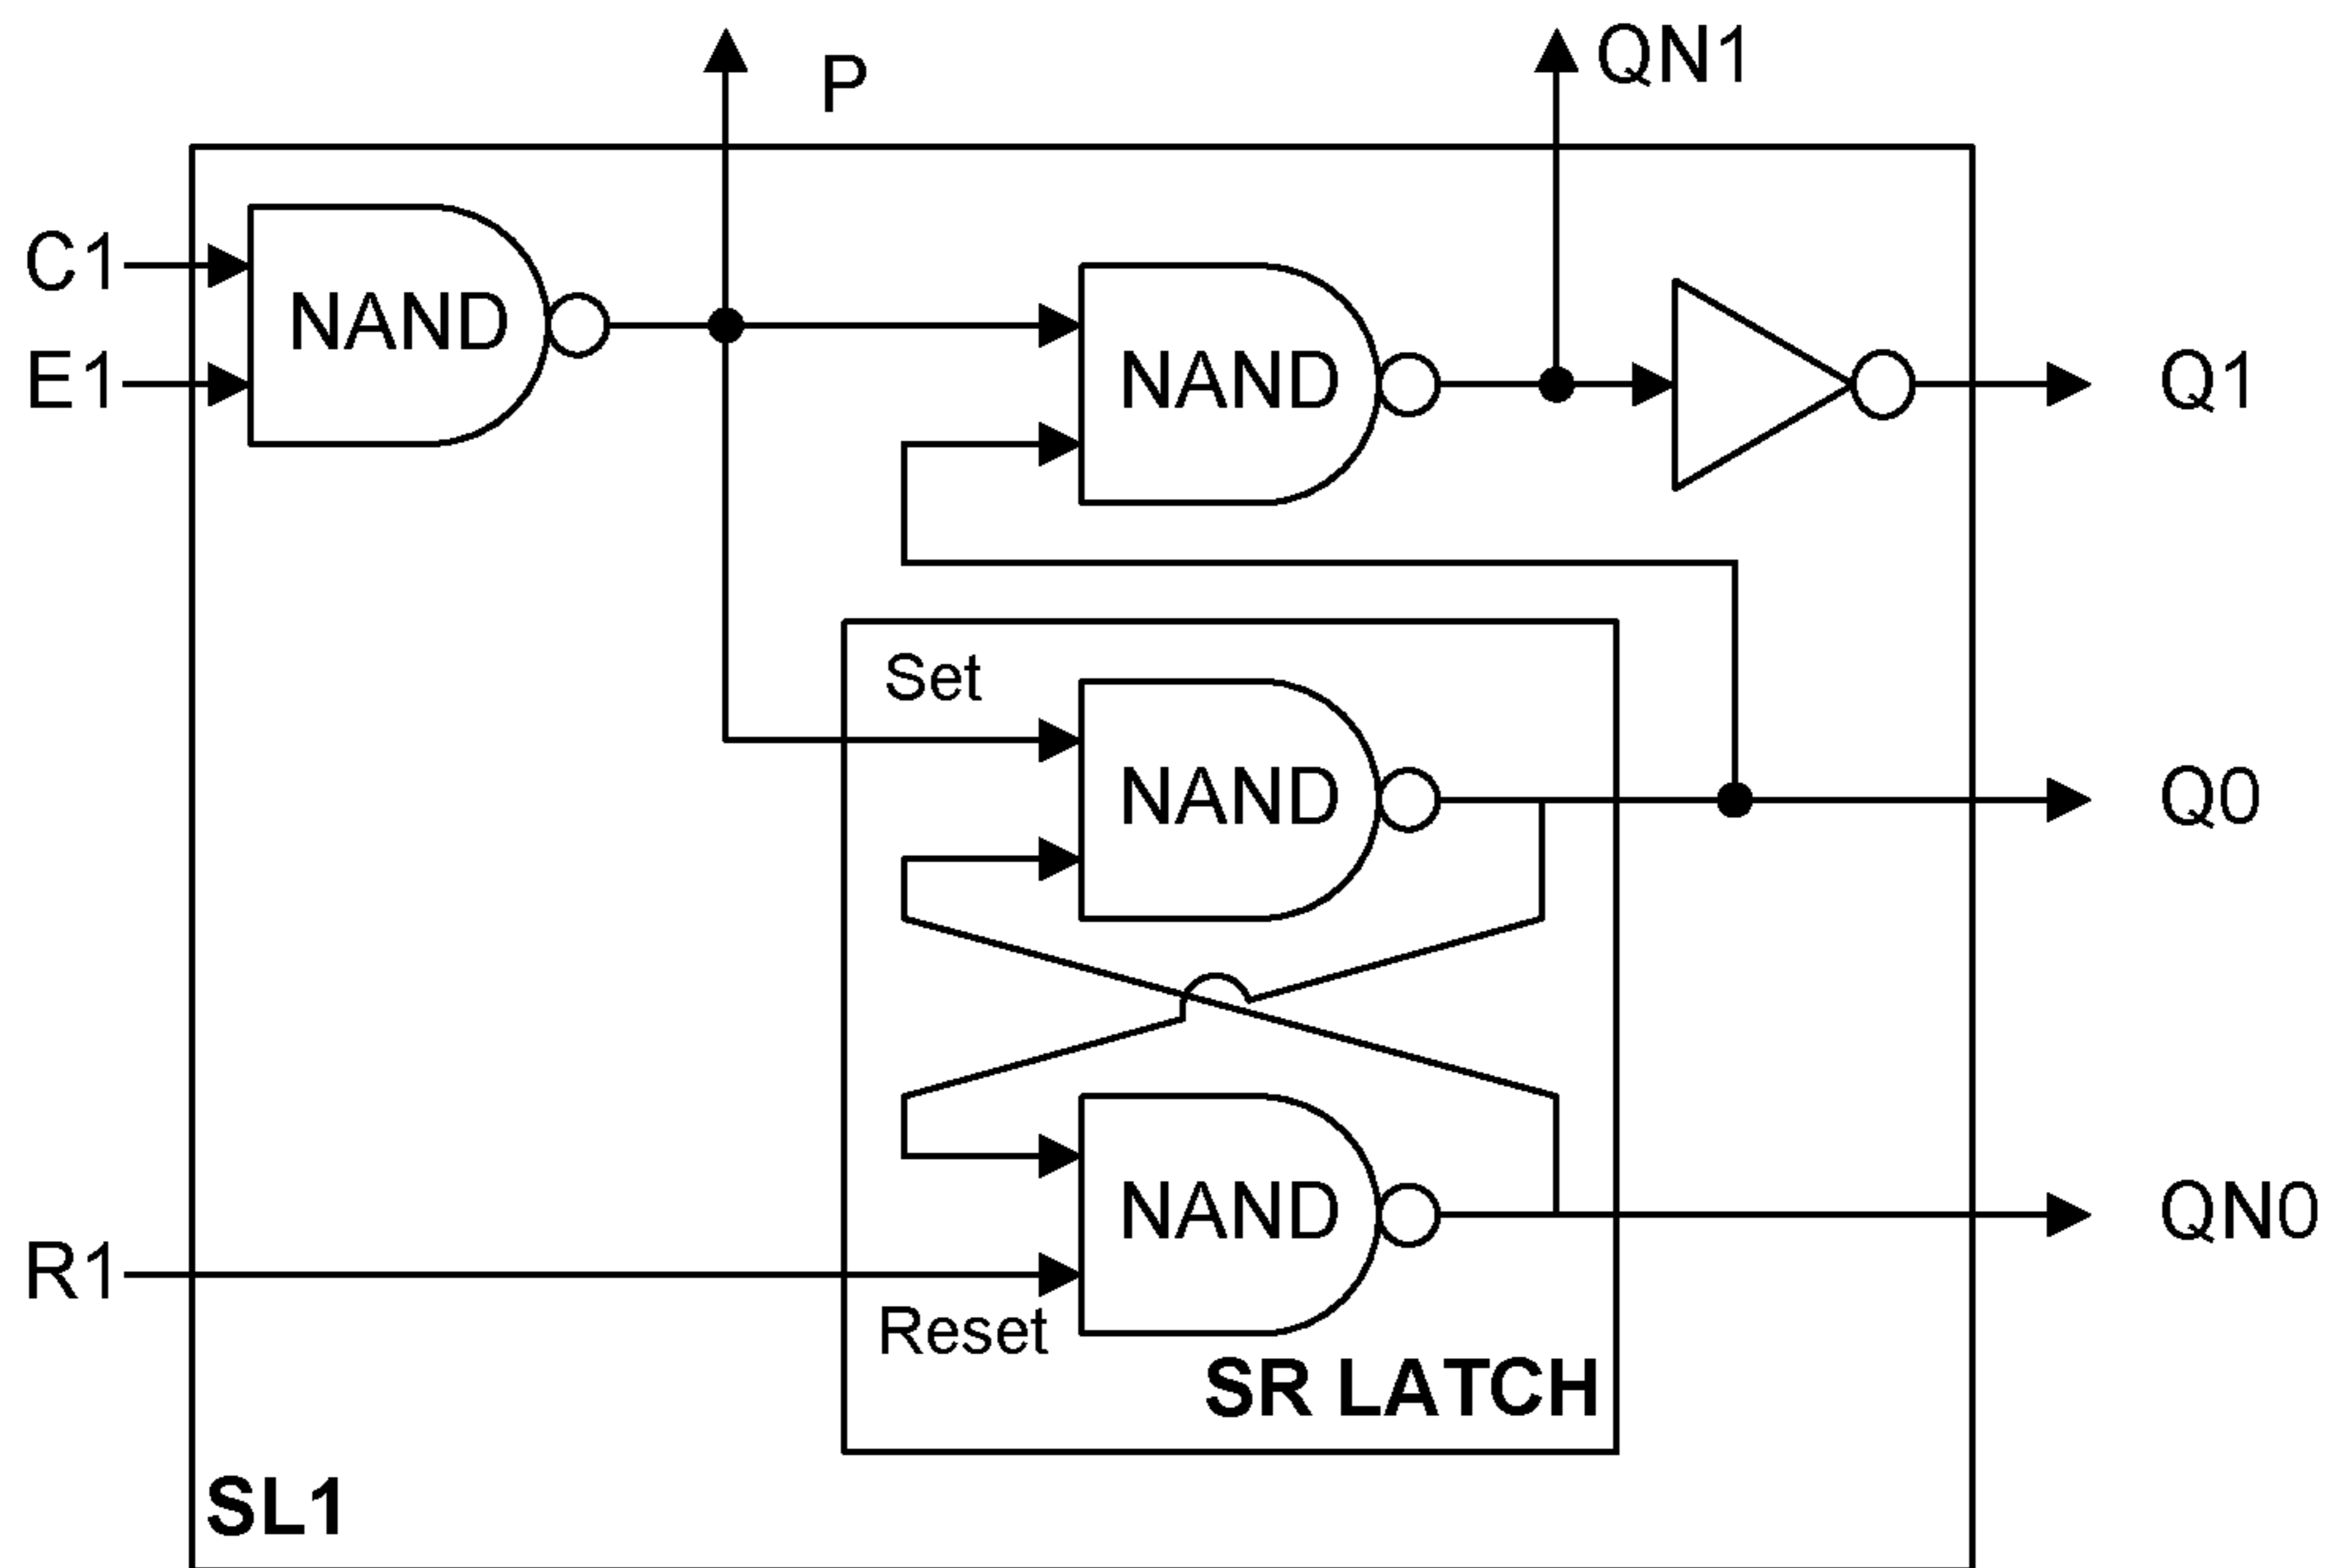 P
QN1
C1
NAND
E1
NAND
Q1
Set
NAND
Q0
NAND
QN0
R1
Reset
SR LATCH
SL1